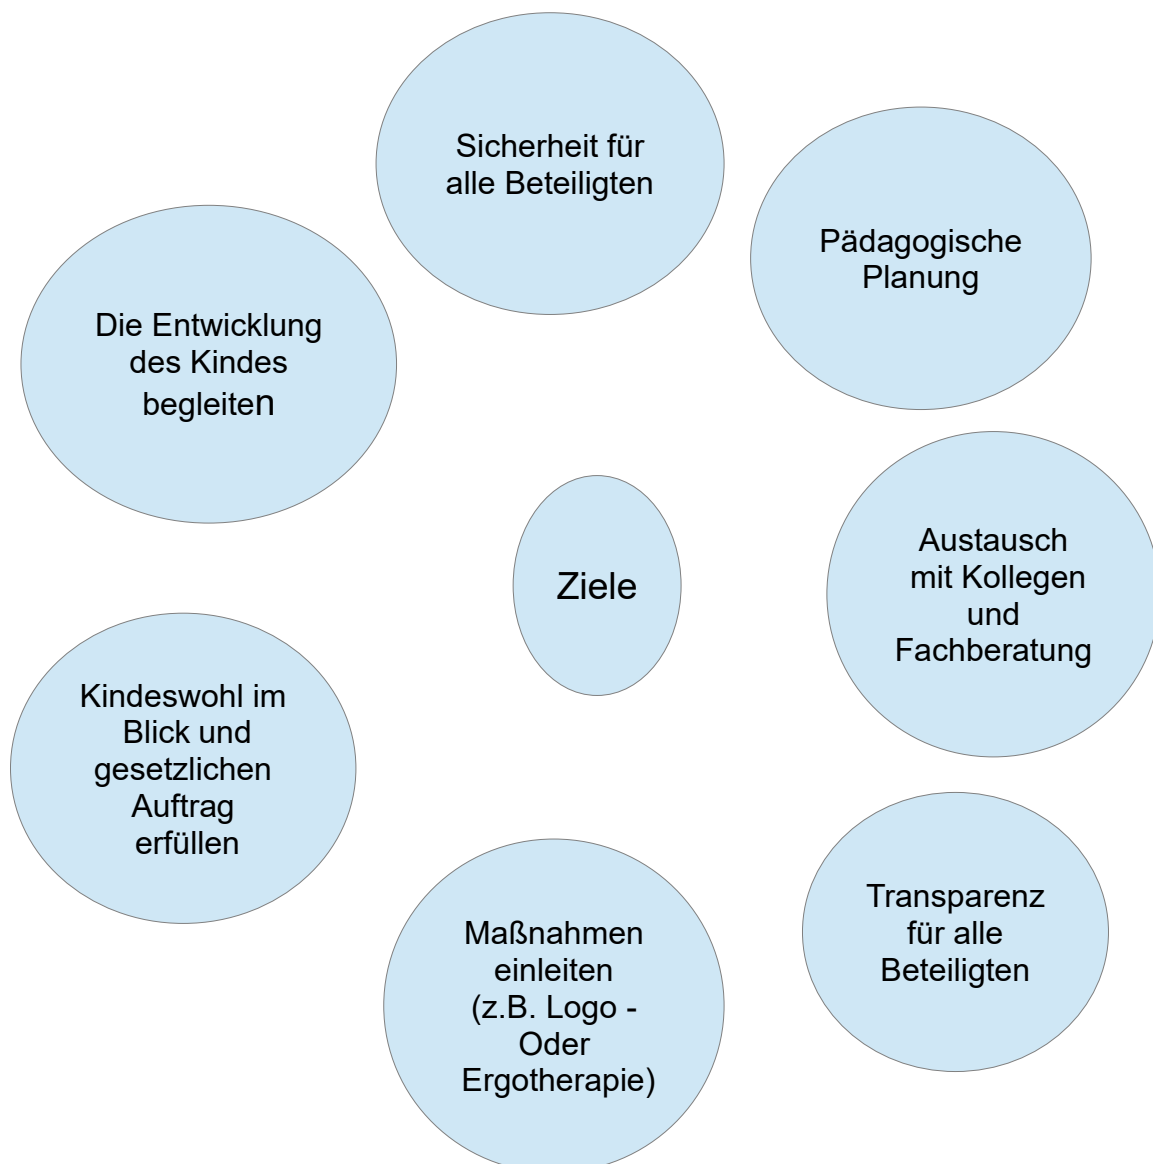 Sicherheit für
alle Beteiligten
Pädagogische
Planung
Die Entwicklung
des Kindes
begleiten
Austausch
mit Kollegen
und
Fachberatung
Ziele
Kindeswohl im
Blick und
gesetzlichen
Auftrag
erfüllen
Transparenz
für alle
Beteiligten
Maßnahmen
einleiten
(z.B. Logo -
Oder
Ergotherapie)